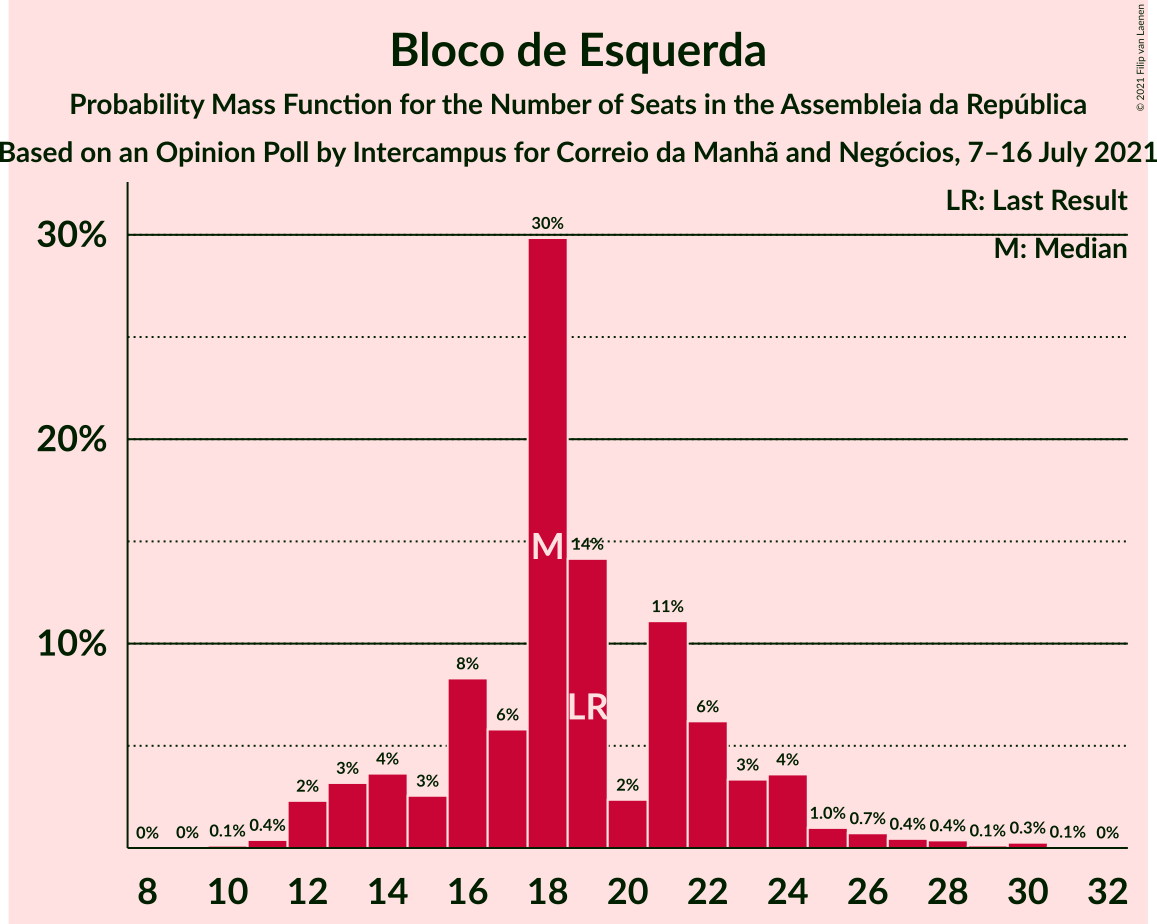 Bloco de Esquerda
Probability Mass Function for the Number of Seats in the Assembleia da República
Based on an Opinion Poll by Intercampus for Correio da Manhã and Negócios, 7–16 July 2021
© 2021 Filip van Laenen
LR: Last Result
M: Median
30%
20%
10%
0% 0% 0.1% 0.4% 2% 3% 4% 3% 8% 6% 30% 14% 2% 11% 6% 3% 4% 1.0% 0.7% 0.4% 0.4% 0.1% 0.3% 0.1% 0%
M
LR
8 10 12 14 16 18 20 22 24 26 28 30 32